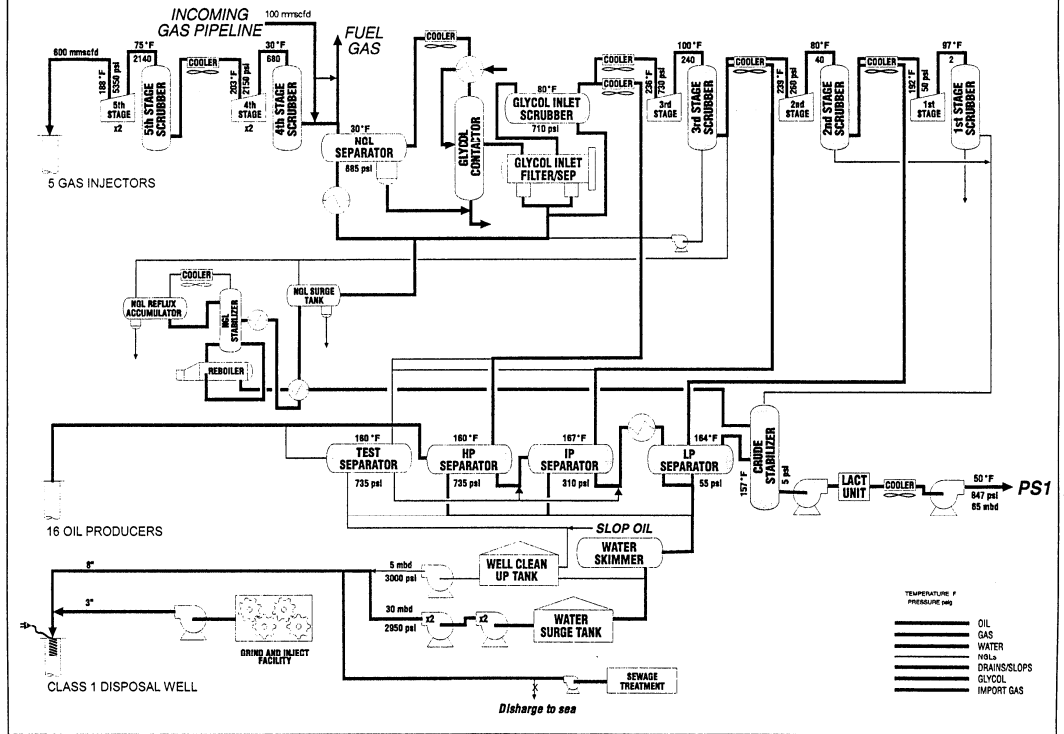 INCOMING
GAS PIPELINE
100 mmscfd
FUEL
GAS
600 mmscfd
188 °F
5350 psi
5th
STAGE
x2
75 °F
2140
5th STAGE
SCRUBBER
COOLER
203 °F
2150 psi
4th
STAGE
x2
30 °F
680
4th STAGE
SCRUBBER
5 GAS INJECTORS
30 °F
NGL
SEPARATOR
685 psi
COOLER
GLYCOL
CONTACTOR
80 °F
GLYCOL INLET
SCRUBBER
710 psi
GLYCOL INLET
FILTER/SEP
COOLER
COOLER
236 °F
730 psi
3rd
STAGE
100 °F
240
3rd STAGE
SCRUBBER
COOLER
239 °F
260 psi
2nd
STAGE
80 °F
40
2nd STAGE
SCRUBBER
COOLER
192 °F
50 psi
1st
STAGE
97 °F
2
1st STAGE
SCRUBBER
COOLER
NGL REFLUX
ACCUMULATOR
NGL
STABILIZER
NGL SURGE
TANK
REBOILER
160 °F
TEST
SEPARATOR
735 psi
160 °F
HP
SEPARATOR
735 psi
167 °F
IP
SEPARATOR
310 psi
164 °F
LP
SEPARATOR
55 psi
CRUDE
STABILIZER
157 °F
5 psi
LACT
UNIT
COOLER
50 °F
PS1
847 psi
65 mbd
16 OIL PRODUCERS
SLOP OIL
WATER
SKIMMER
WELL CLEAN
UP TANK
5 mbd
3000 psi
8"
3"
30 mbd
2950 psi
x2
x2
WATER
SURGE TANK
GRIND AND INJECT
FACILITY
CLASS 1 DISPOSAL WELL
SEWAGE
TREATMENT
X
Disharge to sea
TEMPERATURE F
PRESSURE psig
OIL
GAS
WATER
NGLs
DRAINS/SLOPS
GLYCOL
IMPORT GAS